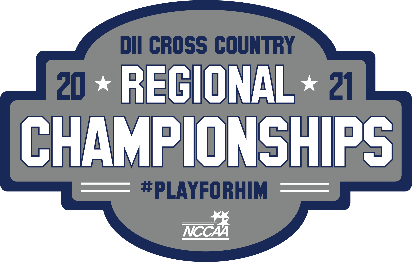 DII CROSS COUNTRY
20 ★ REGIONAL ★ 21
CHAMPIONSHIPS
#PLAYFORHIM
NCCAA